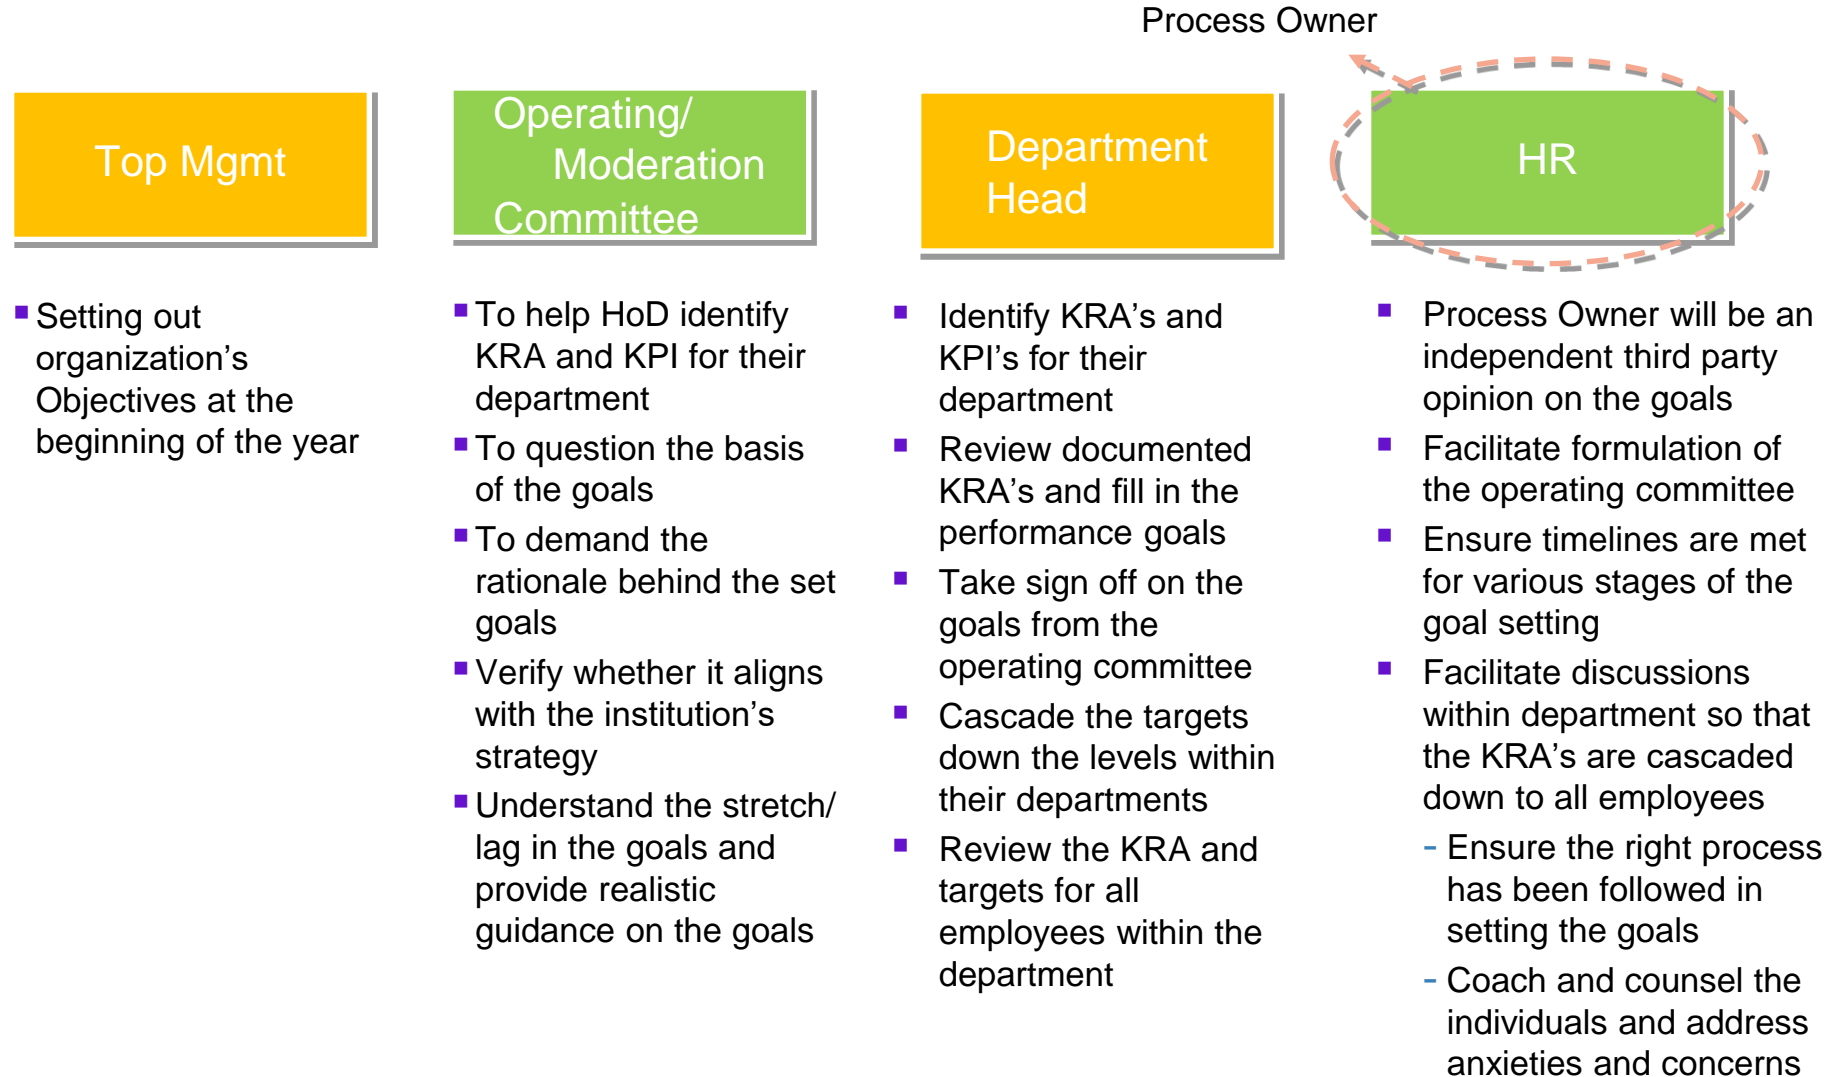 Process Owner
Top Mgmt
Operating/
Moderation
Committee
Department
Head
HR
▪ Setting out
organization’s
Objectives at the
beginning of the year
▪ To help HoD identify
KRA and KPI for their
department
▪ To question the basis
of the goals
▪ To demand the
rationale behind the set
goals
▪ Verify whether it aligns
with the institution’s
strategy
▪ Understand the stretch/
lag in the goals and
provide realistic
guidance on the goals
▪ Identify KRA’s and
KPI’s for their
department
▪ Review documented
KRA’s and fill in the
performance goals
▪ Take sign off on the
goals from the
operating committee
▪ Cascade the targets
down the levels within
their departments
▪ Review the KRA and
targets for all
employees within the
department
▪ Process Owner will be an
independent third party
opinion on the goals
▪ Facilitate formulation of
the operating committee
▪ Ensure timelines are met
for various stages of the
goal setting
▪ Facilitate discussions
within department so that
the KRA’s are cascaded
down to all employees
- Ensure the right process
has been followed in
setting the goals
- Coach and counsel the
individuals and address
anxieties and concerns